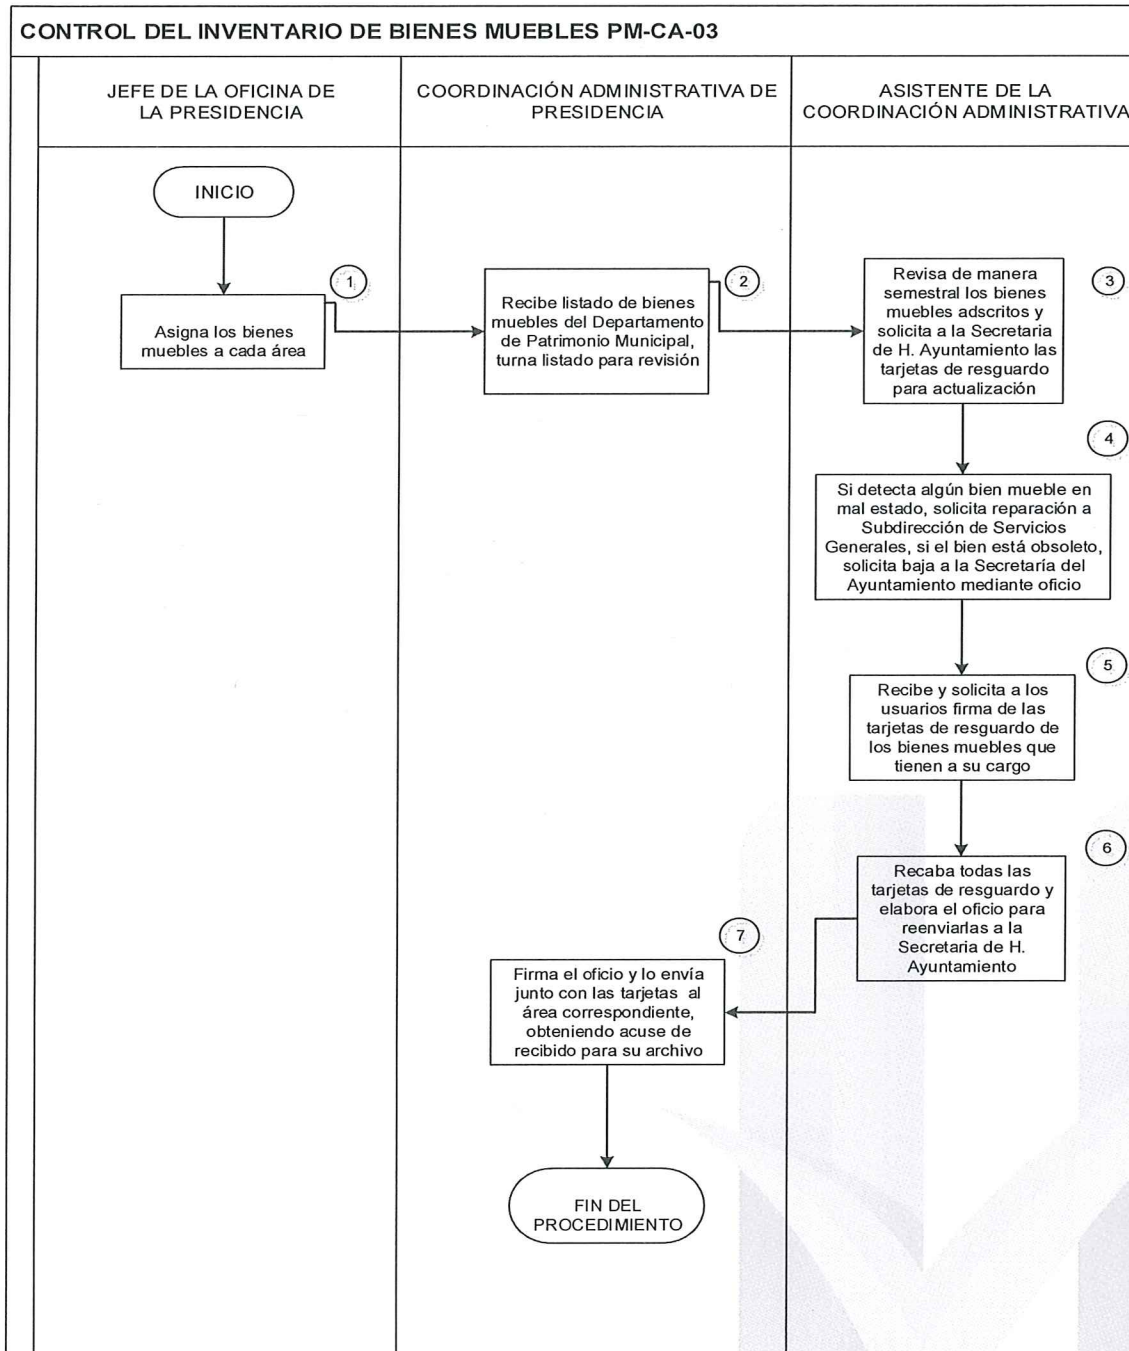 CONTROL DEL INVENTARIO DE BIENES MUEBLES PM-CA-03
JEFE DE LA OFICINA DE
LA PRESIDENCIA
COORDINACIÓN ADMINISTRATIVA DE
PRESIDENCIA
ASISTENTE DE LA
COORDINACIÓN ADMINISTRATIVA
INICIO
1
Asigna los bienes
muebles a cada área
2
Recibe listado de bienes
muebles del Departamento
de Patrimonio Municipal,
turna listado para revisión
3
Revisa de manera
semestral los bienes
muebles adscritos y
solicita a la Secretaria
de H. Ayuntamiento las
tarjetas de resguardo
para actualización
4
Si detecta algún bien mueble en
mal estado, solicita reparación a
Subdirección de Servicios
Generales, si el bien está obsoleto,
solicita baja a la Secretaría del
Ayuntamiento mediante oficio
5
Recibe y solicita a los
usuarios firma de las
tarjetas de resguardo de
los bienes muebles que
tienen a su cargo
6
Recaba todas las
tarjetas de resguardo y
elabora el oficio para
reenviarlas a la
Secretaria de H.
Ayuntamiento
7
Firma el oficio y lo envía
junto con las tarjetas al
área correspondiente,
obteniendo acuse de
recibido para su archivo
FIN DEL
PROCEDIMIENTO